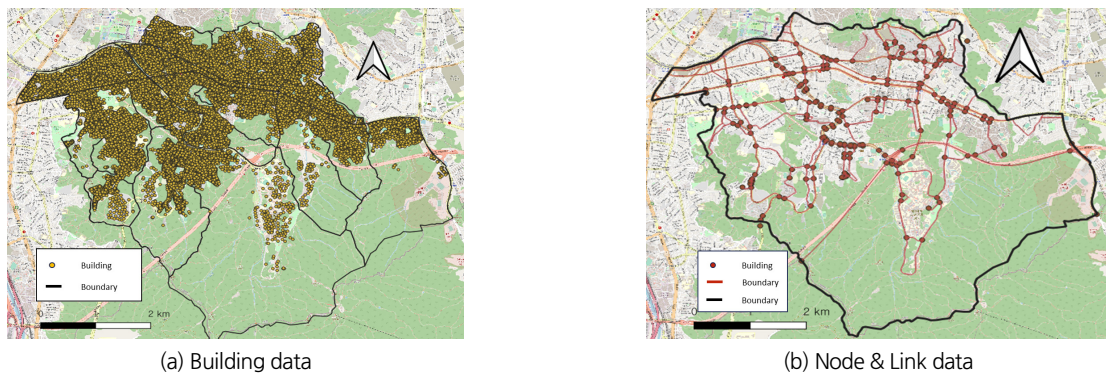 Building
Boundary
0 1 2 km
(a) Building data
Building
Boundary
Boundary
0 1 2 km
(b) Node & Link data